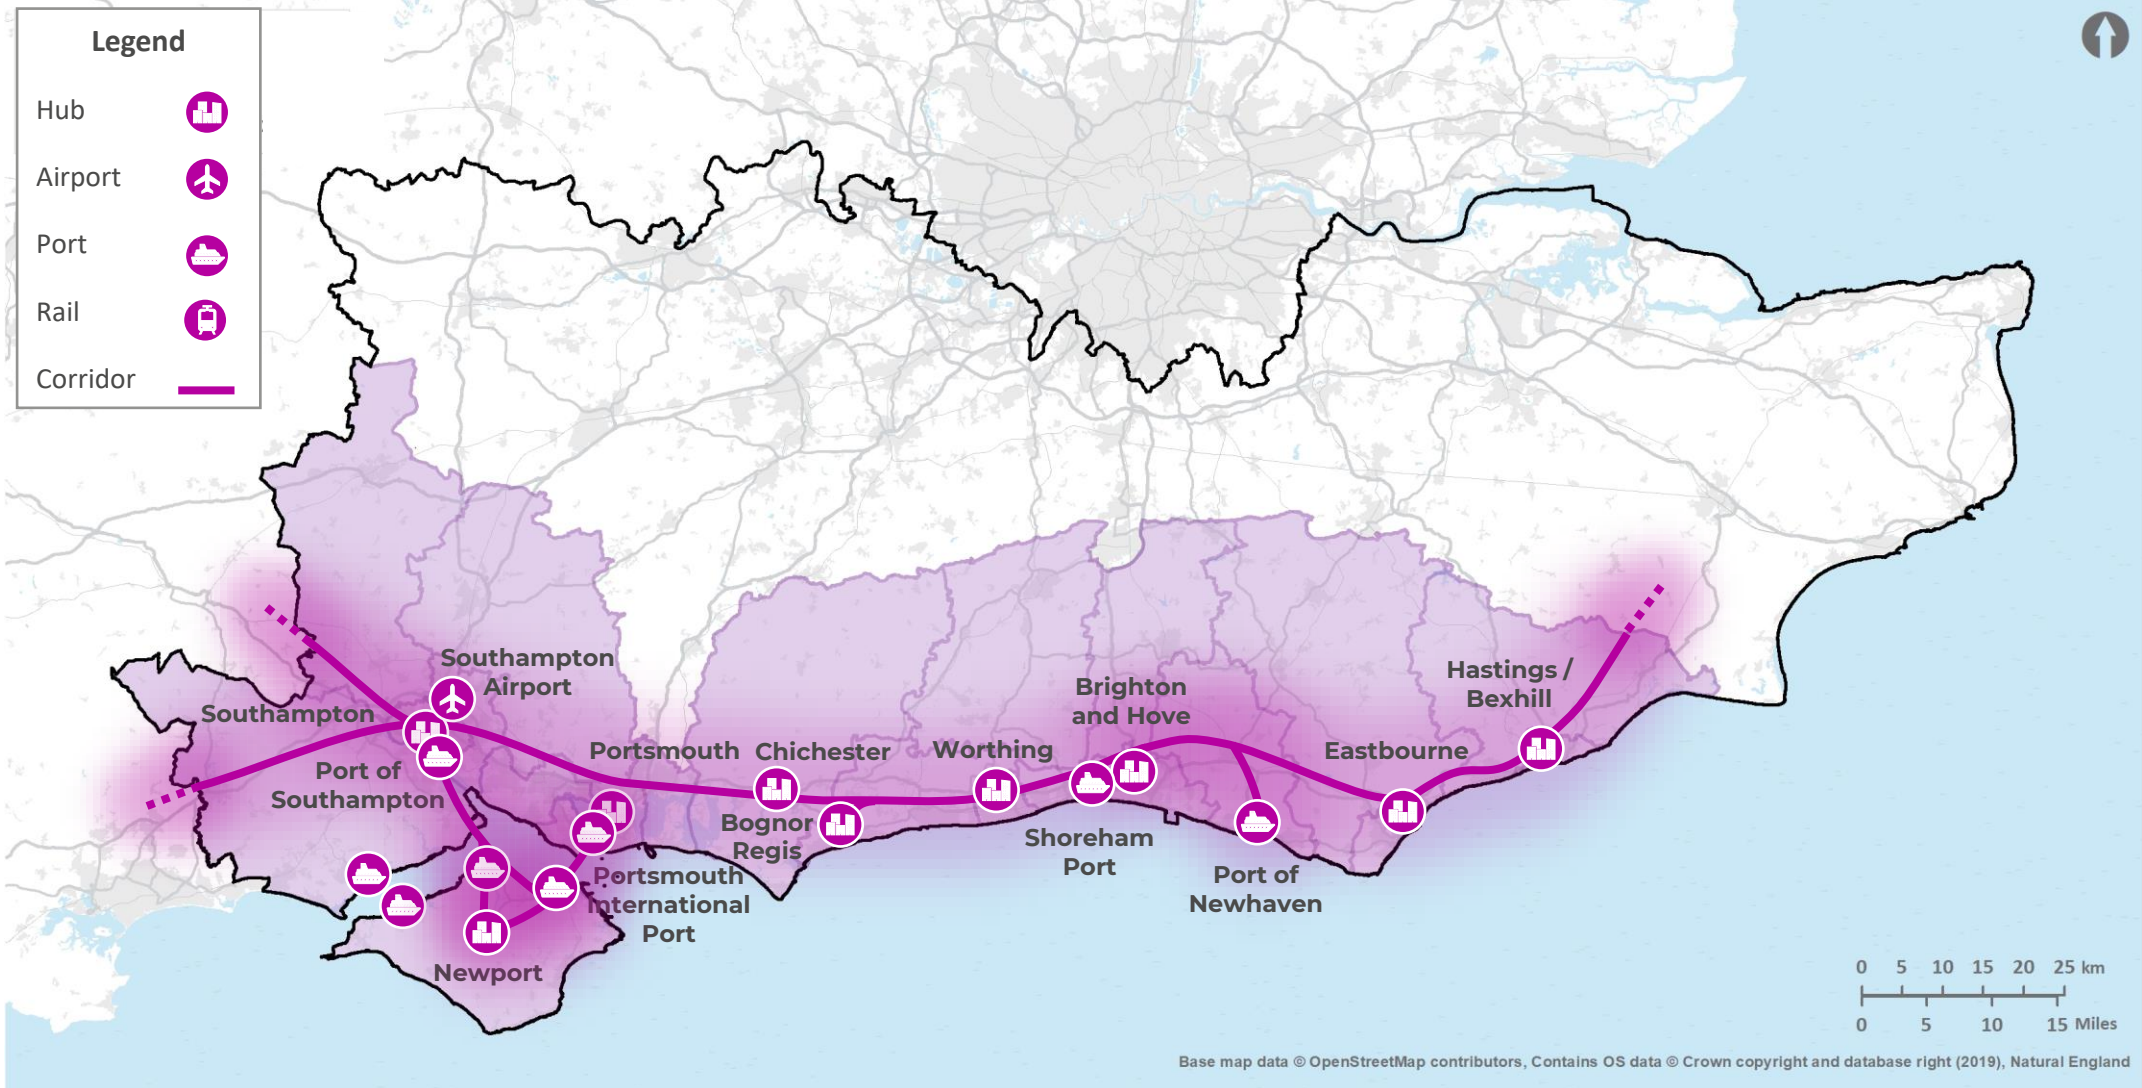 Legend
Hub
Airport
Port
Rail
Corridor
Southampton
Airport
Southampton
Port of
Southampton
Portsmouth
Chichester
Worthing
Brighton
and Hove
Hastings /
Bexhill
Eastbourne
Bognor
Regis
Shoreham
Port
Port of
Newhaven
Portsmouth
International
Port
Newport
0 5 10 15 20 25 km
0 5 10 15 Miles
Base map data © OpenStreetMap contributors, Contains OS data © Crown copyright and database right (2019), Natural England